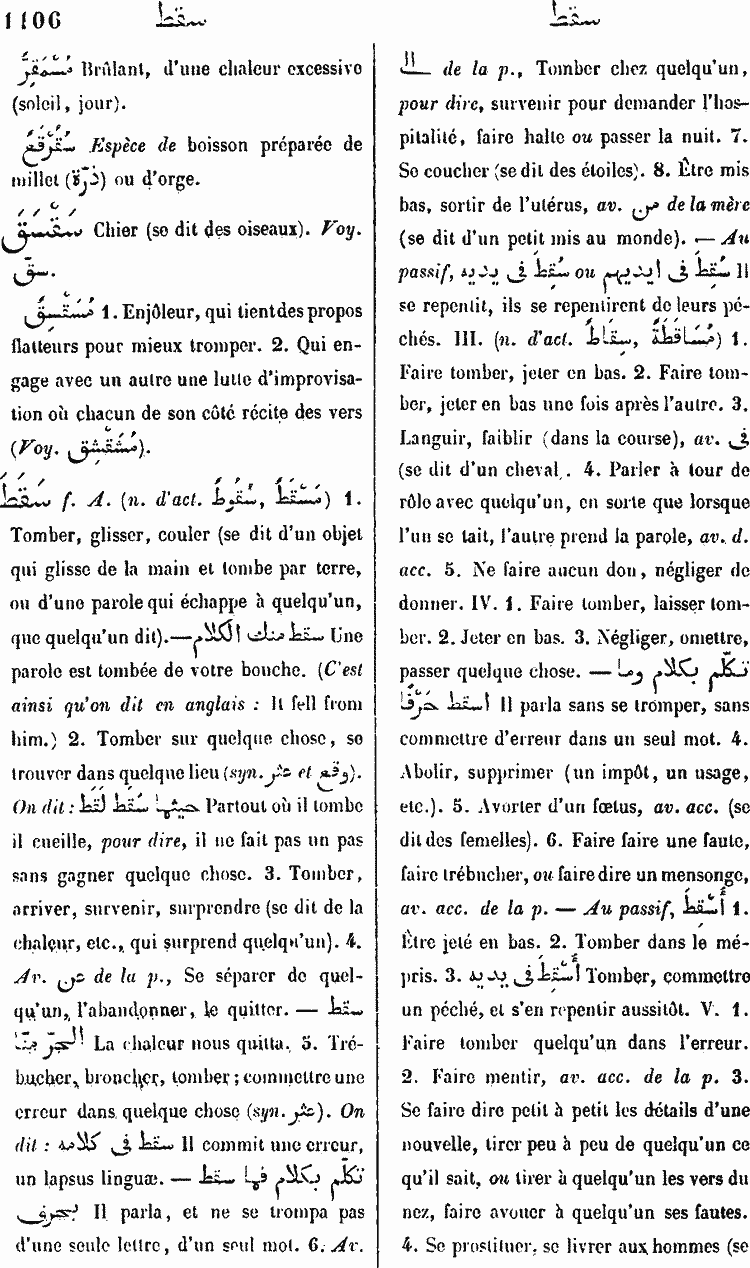 1106 سقط سقط
مُسْمَقِرٌّ Brûlant, d'une chaleur excessive
(soleil, jour).
سُقُرْقَعٌ Espèce de boisson préparée de
millet (ذرة) ou d'orge.
سَقْسَقَ Chier (se dit des oiseaux). Voy.
سقّ.
مُسَقْسِقٌ 1. Enjôleur, qui tient des propos
flatteurs pour mieux tromper. 2. Qui en-
gage avec un autre une lutte d'improvisa-
tion où chacun de son côté récite des vers
(Voy. مُشَقْشِق).
سَقَطَ f. A. (n. d'act. سُقُوطٌ, مَسْقَطٌ) 1.
Tomber, glisser, couler (se dit d'un objet
qui glisse de la main et tombe par terre,
ou d'une parole qui échappe à quelqu'un,
que quelqu'un dit).—سقط منك الكلام Une
parole est tombée de votre bouche. (C'est
ainsi qu'on dit en anglais : It fell from
him.) 2. Tomber sur quelque chose, se
trouver dans quelque lieu (syn. وقع et عثر).
On dit : حيثما سُقط لُقط Partout où il tombe
il cueille, pour dire, il ne fait pas un pas
sans gagner quelque chose. 3. Tomber,
arriver, survenir, surprendre (se dit de la
chaleur, etc., qui surprend quelqu'un). 4.
Av. عن de la p., Se séparer de quel-
qu'un, l'abandonner, le quitter. — سقط
الحرّ عنّا La chaleur nous quitta. 5. Tré-
bucher, broncher, tomber ; commettre une
erreur dans quelque chose (syn. عثر). On
dit : سقط فى كلامه Il commit une erreur,
un lapsus linguæ. — تكلّم بكلام فما سقط
بحرف Il parla, et ne se trompa pas
d'une seule lettre, d'un seul mot. 6. Av.
الى de la p., Tomber chez quelqu'un,
pour dire, survenir pour demander l'hos-
pitalité, faire halte ou passer la nuit. 7.
Se coucher (se dit des étoiles). 8. Être mis
bas, sortir de l'utérus, av. من de la mère
(se dit d'un petit mis au monde). — Au
passif, سُقِطَ فى يديه ou سُقِطَ فى ايديهم Il
se repentit, ils se repentirent de leurs pé-
chés. III. (n. d'act. سِقَاطٌ, مُسَاقَطَةٌ) 1.
Faire tomber, jeter en bas. 2. Faire tom-
ber, jeter en bas une fois après l'autre. 3.
Languir, faiblir (dans la course), av. فى
(se dit d'un cheval). 4. Parler à tour de
rôle avec quelqu'un, en sorte que lorsque
l'un se tait, l'autre prend la parole, av. d.
acc. 5. Ne faire aucun don, négliger de
donner. IV. 1. Faire tomber, laisser tom-
ber. 2. Jeter en bas. 3. Négliger, omettre,
passer quelque chose. — تكلّم بكلام وما
اسقط حَرْفًا Il parla sans se tromper, sans
commettre d'erreur dans un seul mot. 4.
Abolir, supprimer (un impôt, un usage,
etc.). 5. Avorter d'un fœtus, av. acc. (se
dit des femelles). 6. Faire faire une faute,
faire trébucher, ou faire dire un mensonge,
av. acc. de la p. — Au passif, أُسْقِطَ 1.
Être jeté en bas. 2. Tomber dans le mé-
pris. 3. أُسْقِطَ فى يديه Tomber, commettre
un péché, et s'en repentir aussitôt. V. 1.
Faire tomber quelqu'un dans l'erreur.
2. Faire mentir, av. acc. de la p. 3.
Se faire dire petit à petit les détails d'une
nouvelle, tirer peu à peu de quelqu'un ce
qu'il sait, ou tirer à quelqu'un les vers du
nez, faire avouer à quelqu'un ses fautes.
4. Se prostituer, se livrer aux hommes (se